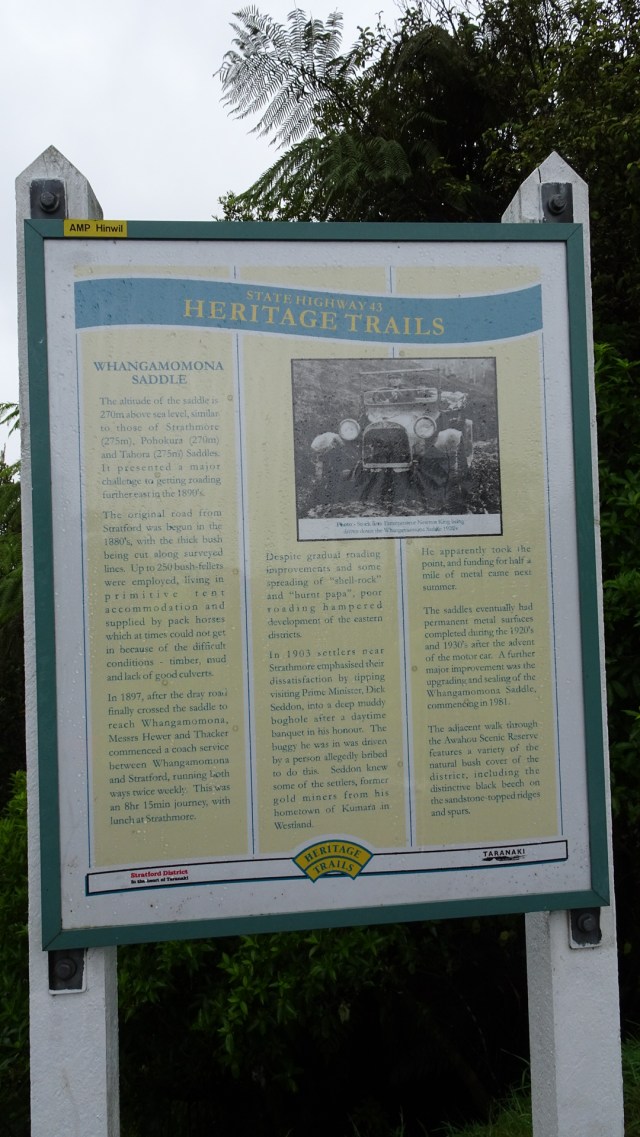 AMP Hinwil
STATE HIGHWAY 43
HERITAGE TRAILS
WHANGAMOMONA
SADDLE
The altitude of the saddle is
270m above sea level, similar
to those of Strathmore
(275m), Pohokura (270m)
and Tahora (275m) Saddles.
It presented a major
challenge to getting roading
further east in the 1890's.
The original road from
Stratford was begun in the
1880's, with the thick bush
being cut along surveyed
lines. Up to 250 bush-fellers
were employed, living in
primitive tent
accommodation and
supplied by pack horses
which at times could not get
in because of the difficult
conditions - timber, mud
and lack of good culverts.
In 1897, after the dray road
finally crossed the saddle to
reach Whangamomona,
Messrs Hewer and Thacker
commenced a coach service
between Whangamomona
and Stratford, running both
ways twice weekly. This was
an 8hr 15min journey, with
lunch at Strathmore.
down the Whangamomona Saddle 1920's
Despite gradual roading
improvements and some
spreading of "shell-rock"
and "burnt papa", poor
roading hampered
development of the eastern
districts.
In 1903 settlers near
Strathmore emphasised their
dissatisfaction by tipping
visiting Prime Minister, Dick
Seddon, into a deep muddy
boghole after a daytime
banquet in his honour. The
buggy he was in was driven
by a person allegedly bribed
to do this. Seddon knew
some of the settlers, former
gold miners from his
hometown of Kumara in
Westland.
He apparently took the
point, and funding for half a
mile of metal came next
summer.
The saddles eventually had
permanent metal surfaces
completed during the 1920's
and 1930's after the advent
of the motor car. A further
major improvement was the
upgrading and sealing of the
Whangamomona Saddle,
commencing in 1981.
The adjacent walk through
the Awahou Scenic Reserve
features a variety of the
natural bush cover of the
district, including the
distinctive black beech on
the sandstone-topped ridges
and spurs.
Stratford District
In the heart of Taranaki
HERITAGE
TRAILS
TARANAKI